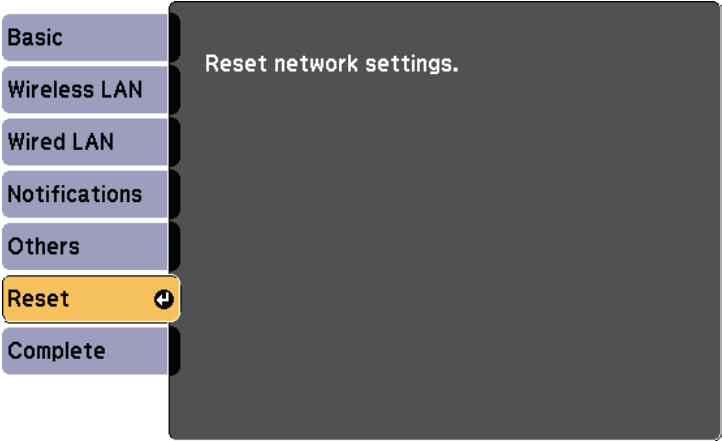 Basic
Wireless LAN
Wired LAN
Notifications
Others
Reset
Complete
Reset network settings.